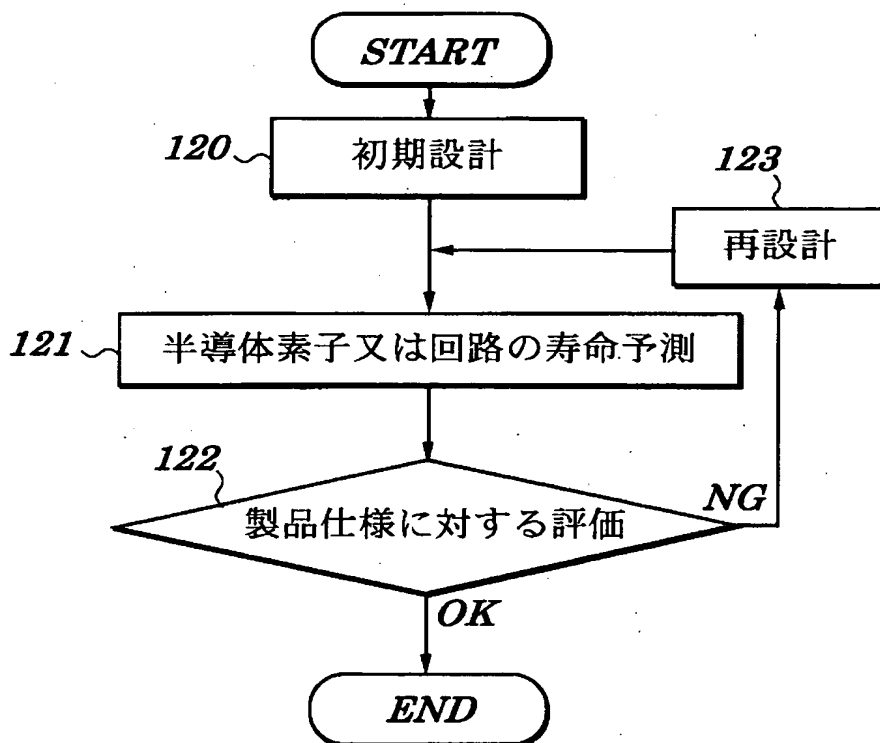 START
120
初期設計
123
再設計
121
半導体素子又は回路の寿命予測
122
製品仕様に対する評価
NG
OK
END